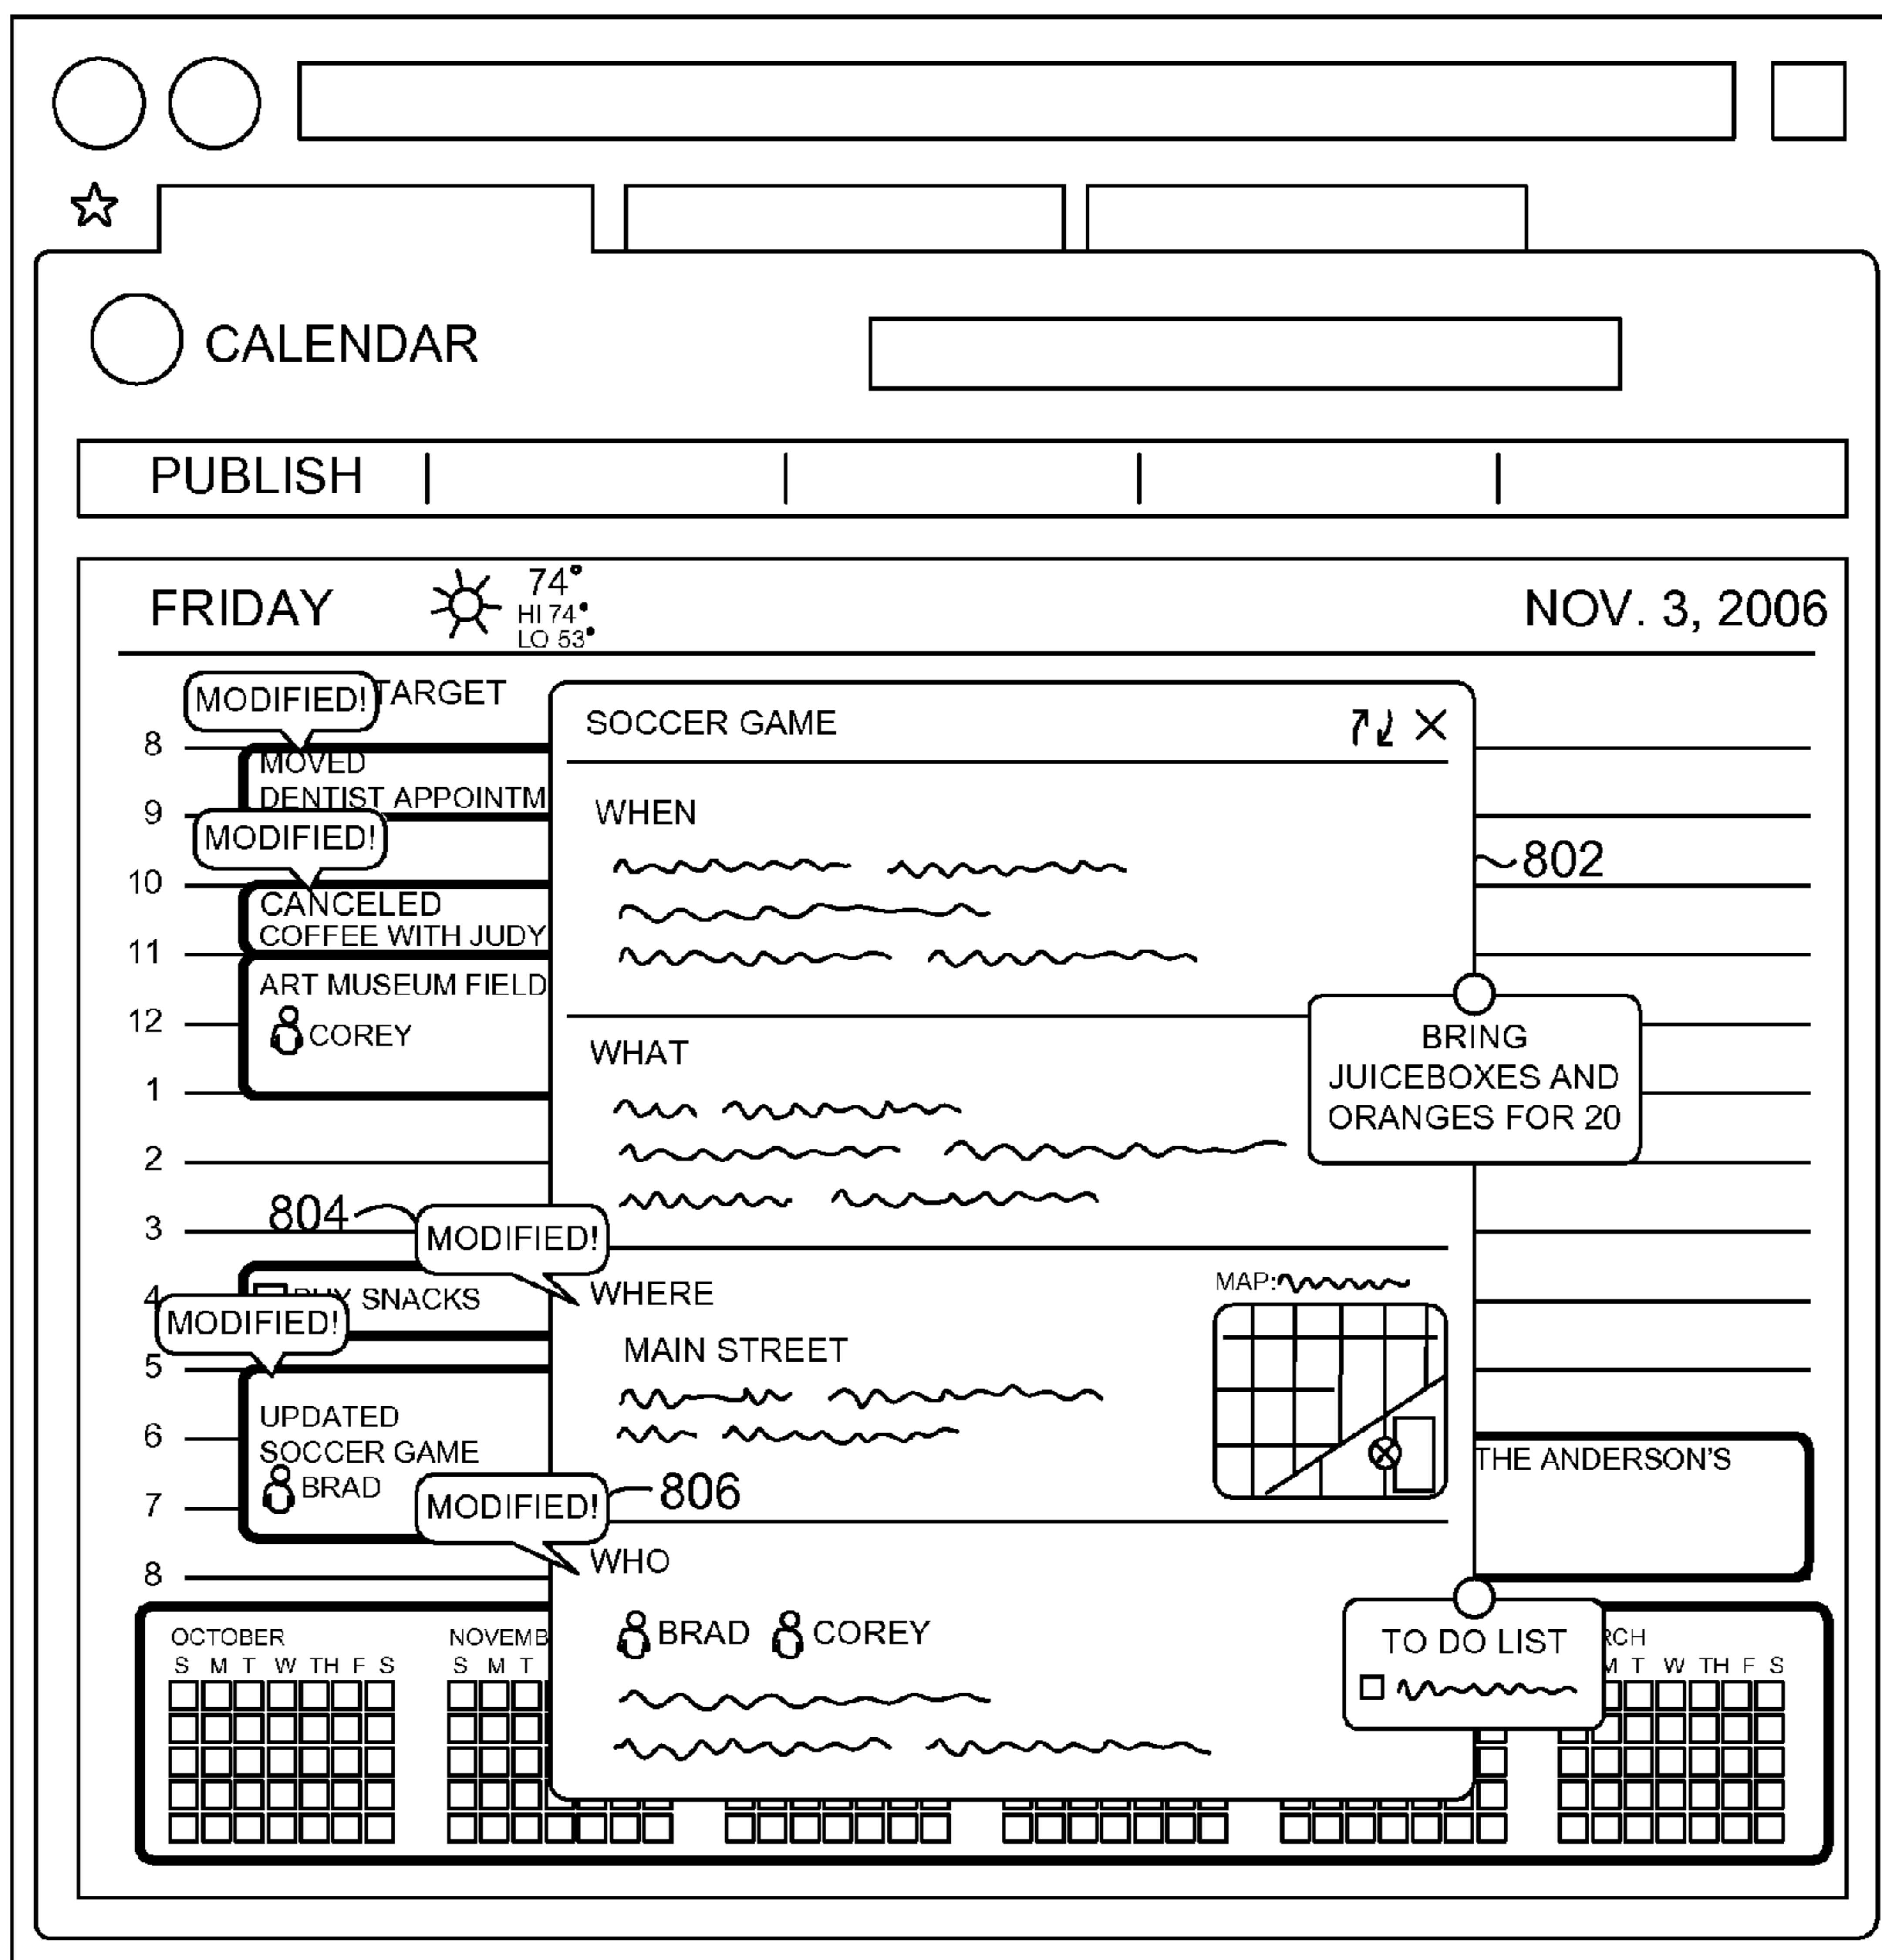 CALENDAR
PUBLISH
FRIDAY
74°
HI 74°
LO 53°
NOV. 3, 2006
MODIFIED! TARGET
8
MOVED
DENTIST APPOINTM
9
MODIFIED!
10
CANCELED
COFFEE WITH JUDY
11
ART MUSEUM FIELD
12
COREY
1
2
3
804
MODIFIED!
4
SNACKS
MODIFIED!
5
UPDATED
6
SOCCER GAME
BRAD
7
8
SOCCER GAME
WHEN
802
WHAT
BRING
JUICEBOXES AND
ORANGES FOR 20
WHERE
MAP:
MAIN STREET
MODIFIED! 806
THE ANDERSON'S
WHO
BRAD COREY
TO DO LIST
OCTOBER
S M T W TH F S
NOVEMB
S M T
RCH
M T W TH F S